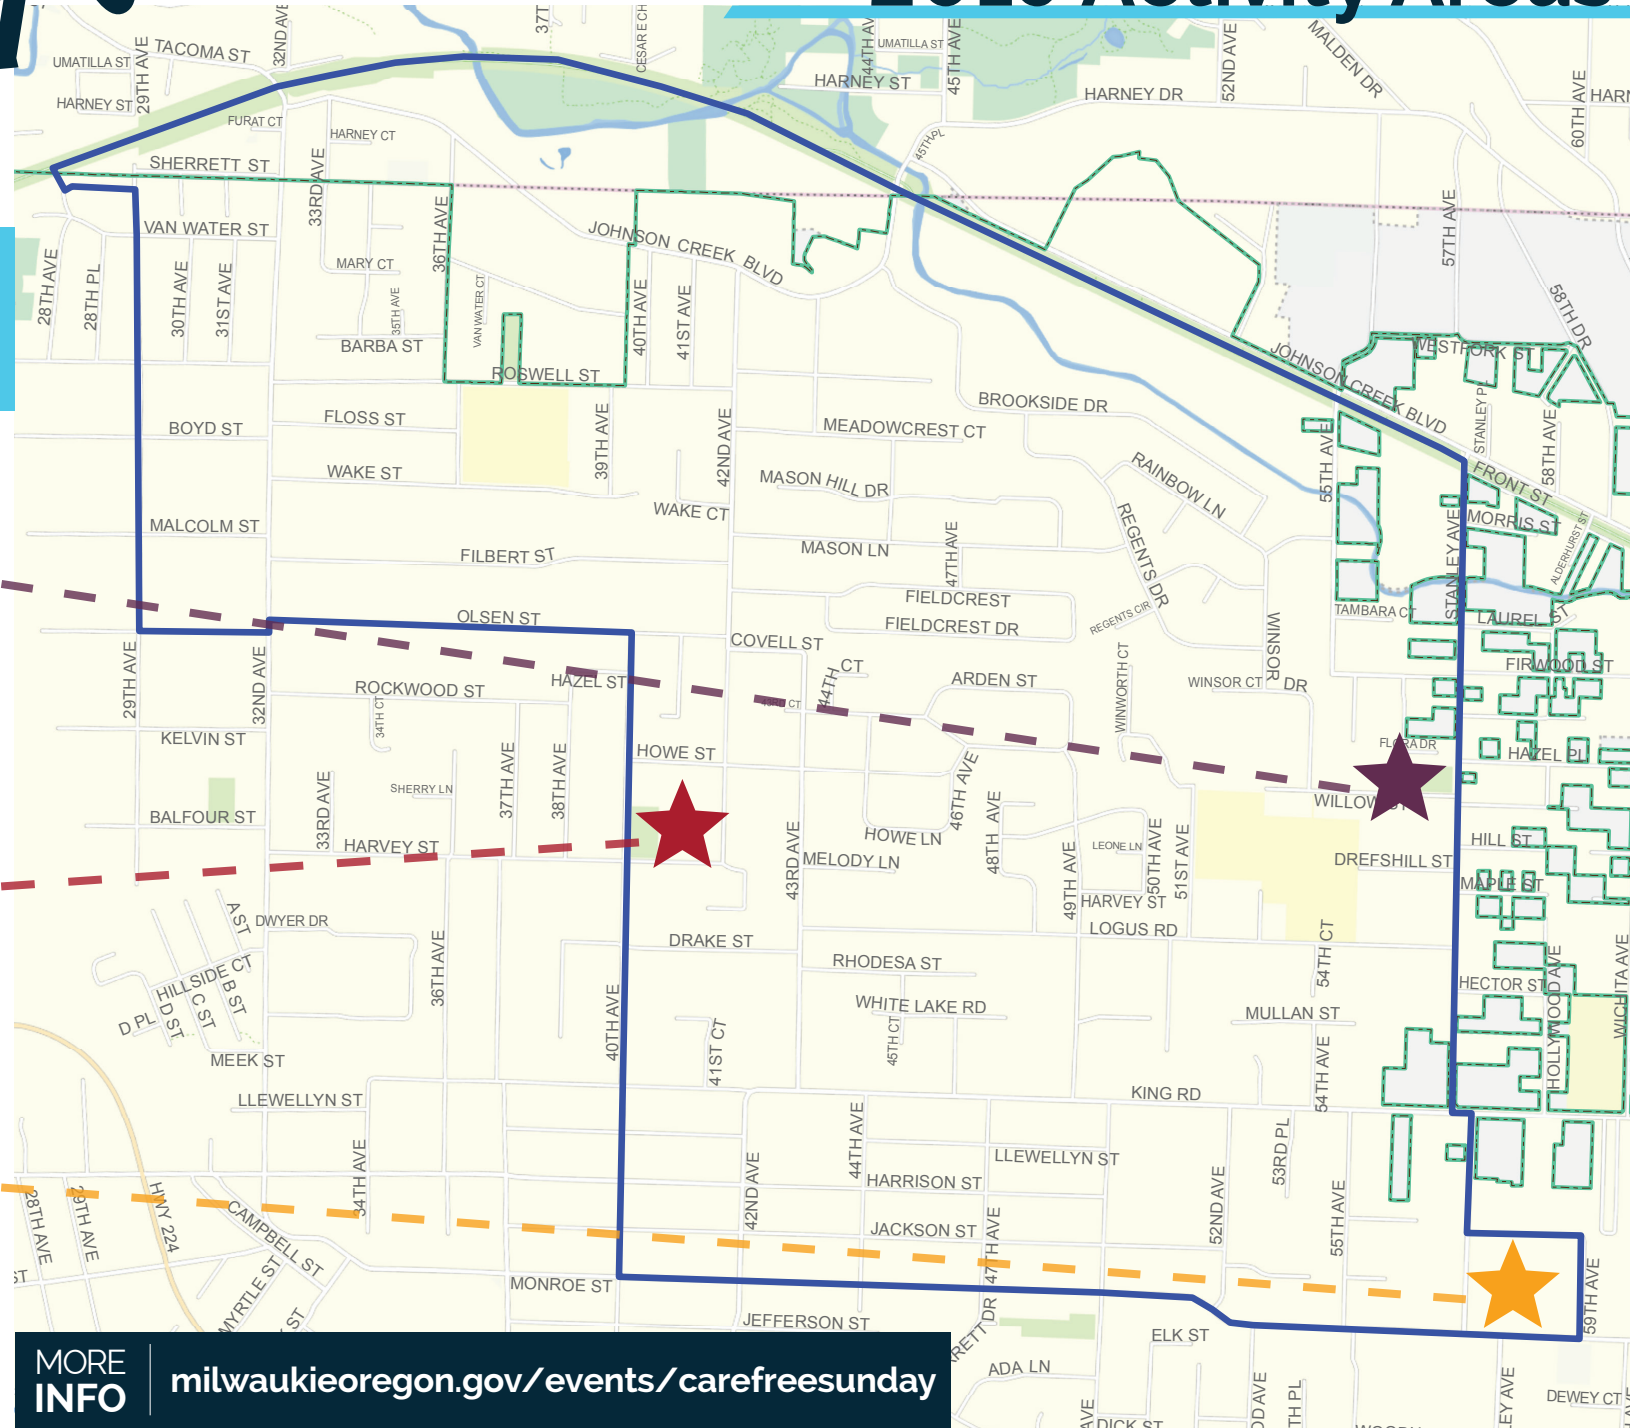 2018 Activity Areas
TACOMA ST
32ND AVE
UMATILLA ST
29TH AVE
HARNEY ST
FURAT CT
HARNEY CT
SHERRETT ST
33RD AVE
VAN WATER ST
36TH AVE
MARY CT
28TH AVE
28TH PL
30TH AVE
31ST AVE
35TH AVE
VAN WATER CT
BARBA ST
ROSWELL ST
JOHNSON CREEK BLVD
40TH AVE
41ST AVE
UMATILLA ST
44TH AV
45TH AVE
HARNEY ST
45TH PL
HARNEY DR
52ND AVE
MALDEN DR
60TH AVE
57TH AVE
58TH DR
WESTFORK ST
JOHNSON CREEK BLVD
STANLEY PL
58TH AVE
BOYD ST
FLOSS ST
WAKE ST
39TH AVE
42ND AVE
WAKE CT
MEADOWCREST CT
MASON HILL DR
BROOKSIDE DR
RAINBOW LN
REGENTS DR
55TH AVE
FRONT ST
MORRIS ST
STANLEY AVE
ALDERHURST ST
MALCOLM ST
FILBERT ST
MASON LN
47TH AVE
FIELDCREST
FIELDCREST DR
REGENTS CIR
TAMBARA CT
LAUREL ST
OLSEN ST
COVELL ST
44TH CT
ARDEN ST
WINWORTH CT
WINSOR CT
WINSOR DR
FIRWOOD ST
29TH AVE
32ND AVE
ROCKWOOD ST
HAZEL ST
34TH CT
43RD CT
KELVIN ST
37TH AVE
38TH AVE
HOWE ST
FLORA DR
HAZEL PL
SHERLY LN
33RD AVE
BALFOUR ST
HARVEY ST
43RD AVE
46TH AVE
48TH AVE
HOWE LN
MELODY LN
49TH AVE
LEONE LN
50TH AVE
51ST AVE
HARVEY ST
LOGUS RD
WILLOW ST
HILL ST
DREFSHILL ST
MAPLE ST
A ST
DWYER DR
HILLSIDE CT
B ST
C ST
D ST
D PL
MEEK ST
36TH AVE
40TH AVE
DRAKE ST
RHODESA ST
WHITE LAKE RD
45TH CT
41ST CT
54TH CT
MULLAN ST
HECTOR ST
HOLLYWOOD AVE
WICHITA AVE
LLEWELLYN ST
KING RD
54TH AVE
34TH AVE
42ND AVE
44TH AVE
LLEWELLYN ST
HARRISON ST
53RD PL
52ND AVE
55TH AVE
28TH AVE
29TH AVE
HWY 224
CAMPBELL ST
MYRTLE ST
JACKSON ST
47TH AVE
MONROE ST
JEFFERSON ST
59TH AVE
ELK ST
ADA LN
DICK ST
DEWEY CT
MORE
INFO
milwaukieoregon.gov/events/carefreesunday